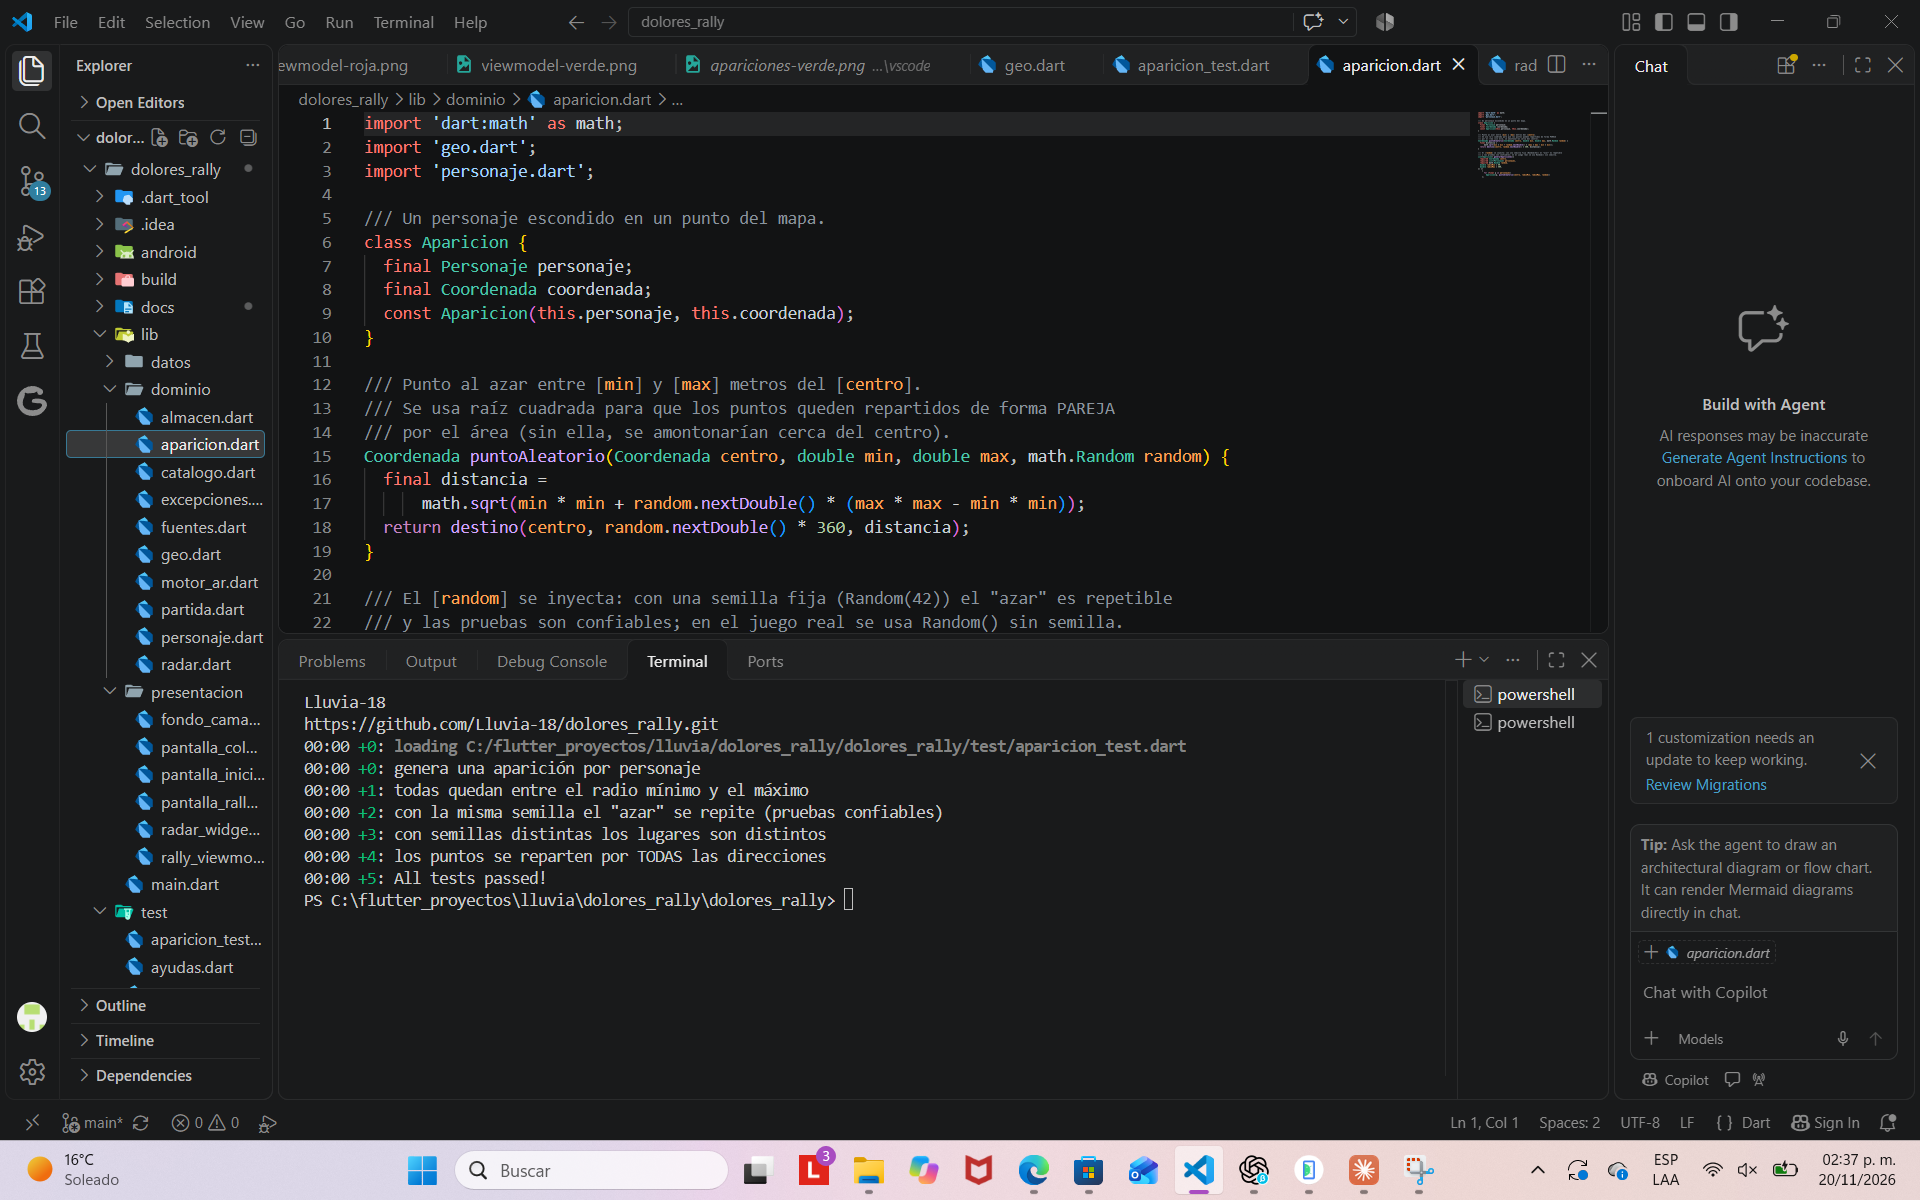 File Edit Selection View Go Run Terminal Help
dolores_rally
Explorer
Open Editors
dolor...
dolores_rally
.dart_tool
.idea
android
build
docs
lib
datos
dominio
almacen.dart
aparicion.dart
catalogo.dart
excepciones....
fuentes.dart
geo.dart
motor_ar.dart
partida.dart
personaje.dart
radar.dart
presentacion
fondo_cama...
pantalla_col...
pantalla_inici...
pantalla_rall...
radar_widge...
rally_viewmo...
main.dart
test
aparicion_test...
ayudas.dart
Outline
Timeline
Dependencies
13
ewmodel-roja.png viewmodel-verde.png apariciones-verde.png ...\vscode geo.dart aparicion_test.dart aparicion.dart rad
dolores_rally > lib > dominio > aparicion.dart > ...
1 import 'dart:math' as math;
2 import 'geo.dart';
3 import 'personaje.dart';
4
5 /// Un personaje escondido en un punto del mapa.
6 class Aparicion {
7 final Personaje personaje;
8 final Coordenada coordenada;
9 const Aparicion(this.personaje, this.coordenada);
10 }
11
12 /// Punto al azar entre [min] y [max] metros del [centro].
13 /// Se usa raíz cuadrada para que los puntos queden repartidos de forma PAREJA
14 /// por el área (sin ella, se amontonarían cerca del centro).
15 Coordenada puntoAleatorio(Coordenada centro, double min, double max, math.Random random) {
16 final distancia =
17 math.sqrt(min * min + random.nextDouble() * (max * max - min * min));
18 return destino(centro, random.nextDouble() * 360, distancia);
19 }
20
21 /// El [random] se inyecta: con una semilla fija (Random(42)) el "azar" es repetible
22 /// y las pruebas son confiables; en el juego real se usa Random() sin semilla.
Problems Output Debug Console Terminal Ports
Lluvia-18
https://github.com/Lluvia-18/dolores_rally.git
00:00 +0: loading C:/flutter_proyectos/lluvia/dolores_rally/dolores_rally/test/aparicion_test.dart
00:00 +0: genera una aparición por personaje
00:00 +1: todas quedan entre el radio mínimo y el máximo
00:00 +2: con la misma semilla el "azar" se repite (pruebas confiables)
00:00 +3: con semillas distintas los lugares son distintos
00:00 +4: los puntos se reparten por TODAS las direcciones
00:00 +5: All tests passed!
PS C:\flutter_proyectos\lluvia\dolores_rally\dolores_rally>
powershell
powershell
Chat
Build with Agent
AI responses may be inaccurate
Generate Agent Instructions to
onboard AI onto your codebase.
1 customization needs an
update to keep working.
Review Migrations
Tip: Ask the agent to draw an
architectural diagram or flow chart.
It can render Mermaid diagrams
directly in chat.
aparicion.dart
Chat with Copilot
Models
Copilot
main* 0 0
Ln 1, Col 1 Spaces: 2 UTF-8 LF { } Dart Sign In
16°C
Soleado
Buscar
L
3
ESP
LAA
02:37 p. m.
20/11/2026